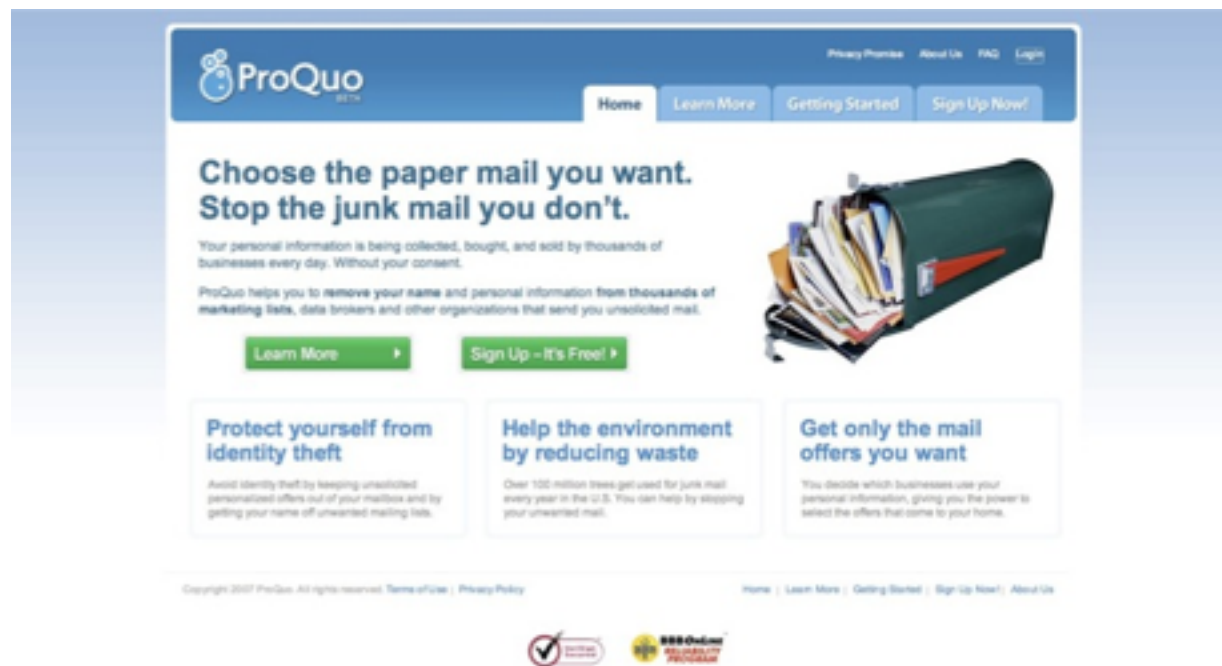 ProQuo
BETA
Privacy Promise About Us FAQ Login
Home Learn More Getting Started Sign Up Now!
Choose the paper mail you want.
Stop the junk mail you don't.
Your personal information is being collected, bought, and sold by thousands of
businesses every day. Without your consent.
ProQuo helps you to remove your name and personal information from thousands of
marketing lists, data brokers and other organizations that send you unsolicited mail.
Learn More
Sign Up – It's Free!
Protect yourself from
identity theft
Avoid identity theft by keeping unsolicited
personalized offers out of your mailbox and by
getting your name off unwanted mailing lists.
Help the environment
by reducing waste
Over 100 million trees get used for junk mail
every year in the U.S. You can help by stopping
your unwanted mail.
Get only the mail
offers you want
You decide which businesses use your
personal information, giving you the power to
select the offers that come to your home.
Copyright 2007 ProQuo. All rights reserved. Terms of Use | Privacy Policy
Home | Learn More | Getting Started | Sign Up Now! | About Us
BBBOnLine
RELIABILITY
PROGRAM